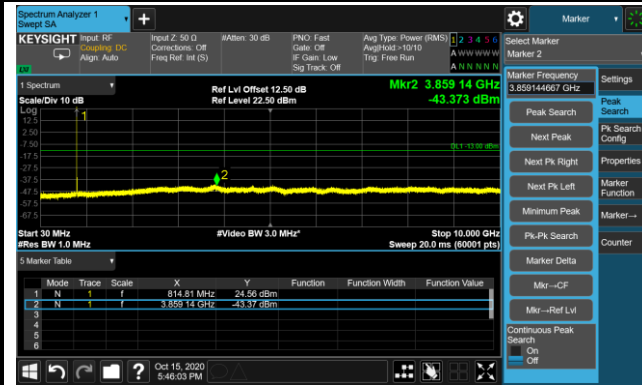 Spectrum Analyzer 1
Swept SA
+
Marker
KEYSIGHT
Input: RF
Coupling: DC
Align: Auto
Input Z: 50 Ω
Corrections: Off
Freq Ref: Int (S)
#Atten: 30 dB
PNO: Fast
Gate: Off
IF Gain: Low
Sig Track: Off
Avg Type: Power (RMS)
Avg|Hold:>10/10
Trig: Free Run
1 2 3 4 5 6
A W W W W W
A N N N N N
Select Marker
Marker 2
1 Spectrum
Scale/Div 10 dB
Log
Ref Lvl Offset 12.50 dB
Ref Level 22.50 dBm
Mkr2 3.859 14 GHz
-43.373 dBm
12.5
2.50
-7.50
-17.5
-27.5
-37.5
-47.5
-57.5
-67.5
1
2
DL1 -13.00 dBm
Start 30 MHz
#Res BW 1.0 MHz
#Video BW 3.0 MHz*
Stop 10.000 GHz
Sweep 20.0 ms (60001 pts)
5 Marker Table
Mode Trace Scale X Y Function Function Width Function Value
1 N 1 f 814.81 MHz 24.56 dBm
2 N 1 f 3.859 14 GHz -43.37 dBm
3
4
5
6
Marker Frequency
3.859144667 GHz
Peak Search
Next Peak
Next Pk Right
Next Pk Left
Minimum Peak
Pk-Pk Search
Marker Delta
Mkr→CF
Mkr→Ref Lvl
Continuous Peak
Search
On
Off
Settings
Peak
Search
Pk Search
Config
Properties
Marker
Function
Marker→
Counter
?
Oct 15, 2020
5:46:03 PM